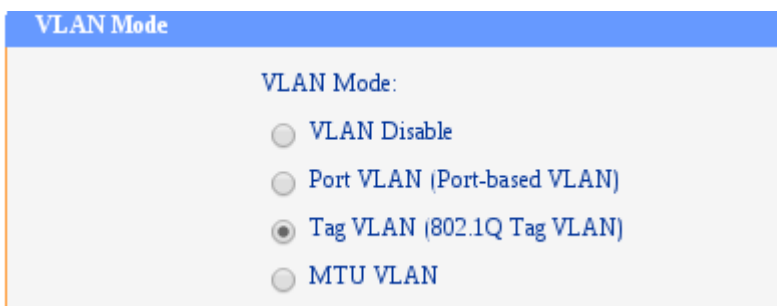 VLAN Mode
VLAN Mode:
VLAN Disable
Port VLAN (Port-based VLAN)
Tag VLAN (802.1Q Tag VLAN)
MTU VLAN